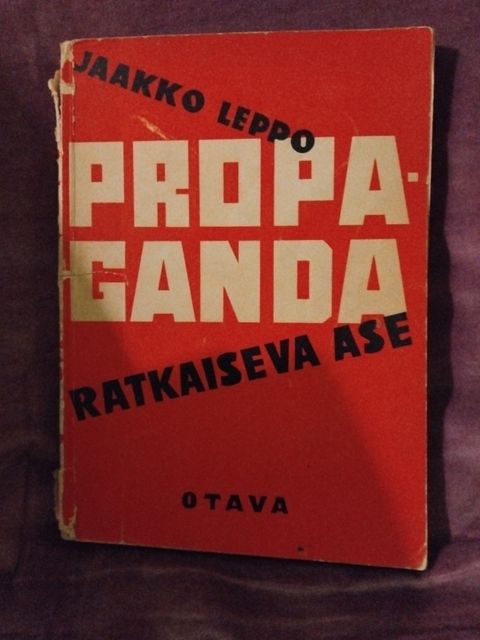 JAAKKO LEPPO
PROPA-
GANDA
RATKAISEVA ASE
OTAVA